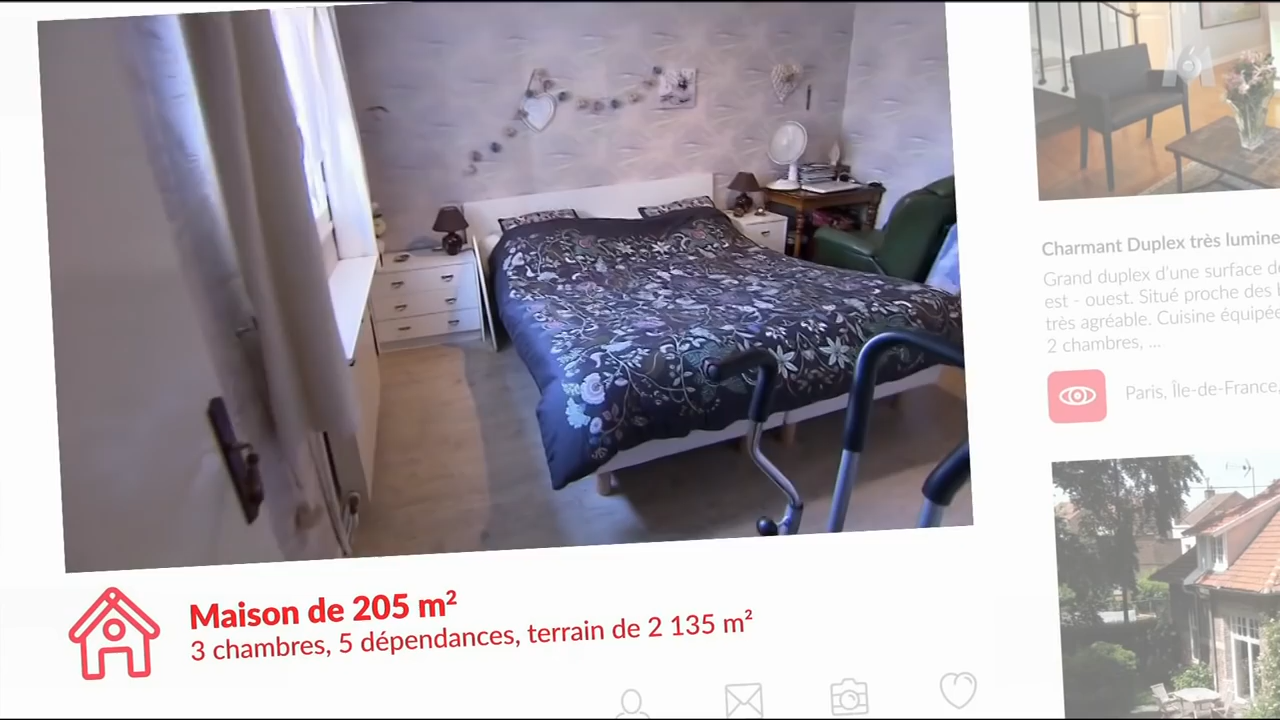 Maison de 205 m²
3 chambres, 5 dépendances, terrain de 2 135 m²
M6
Charmant Duplex très lumine
Grand duplex d'une surface d
est - ouest. Situé proche des
très agréable. Cuisine équipée
2 chambres, ...
Paris, Île-de-France,